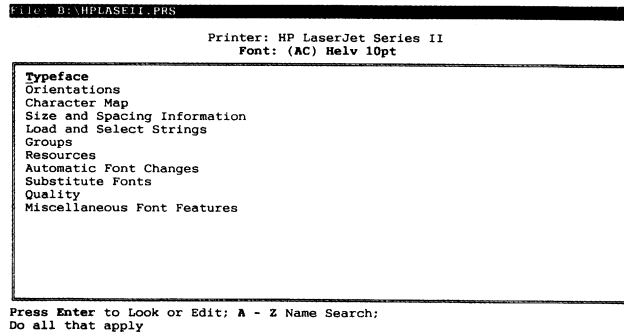 File: B:\HPLASEII.PRS
Printer: HP LaserJet Series II
Font: (AC) Helv 10pt
Typeface
Orientations
Character Map
Size and Spacing Information
Load and Select Strings
Groups
Resources
Automatic Font Changes
Substitute Fonts
Quality
Miscellaneous Font Features
Press Enter to Look or Edit; A - Z Name Search;
Do all that apply